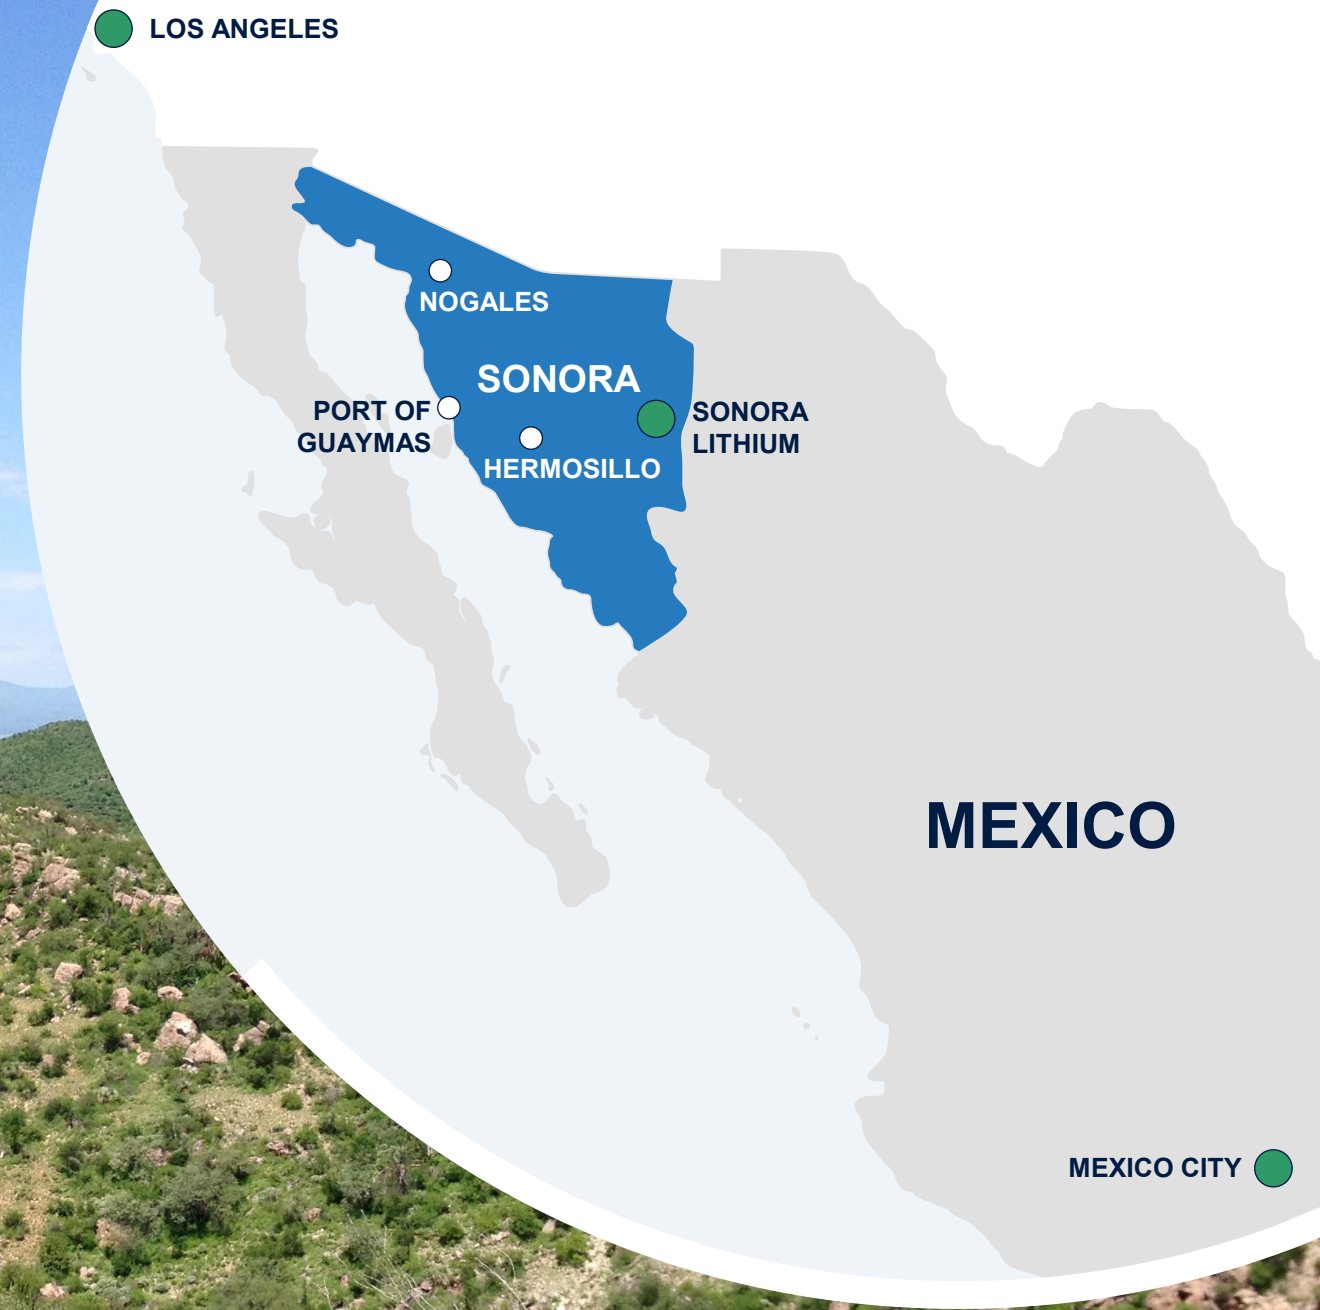 LOS ANGELES
NOGALES
SONORA
PORT OF
GUAYMAS
SONORA
LITHIUM
HERMOSILLO
MEXICO
MEXICO CITY